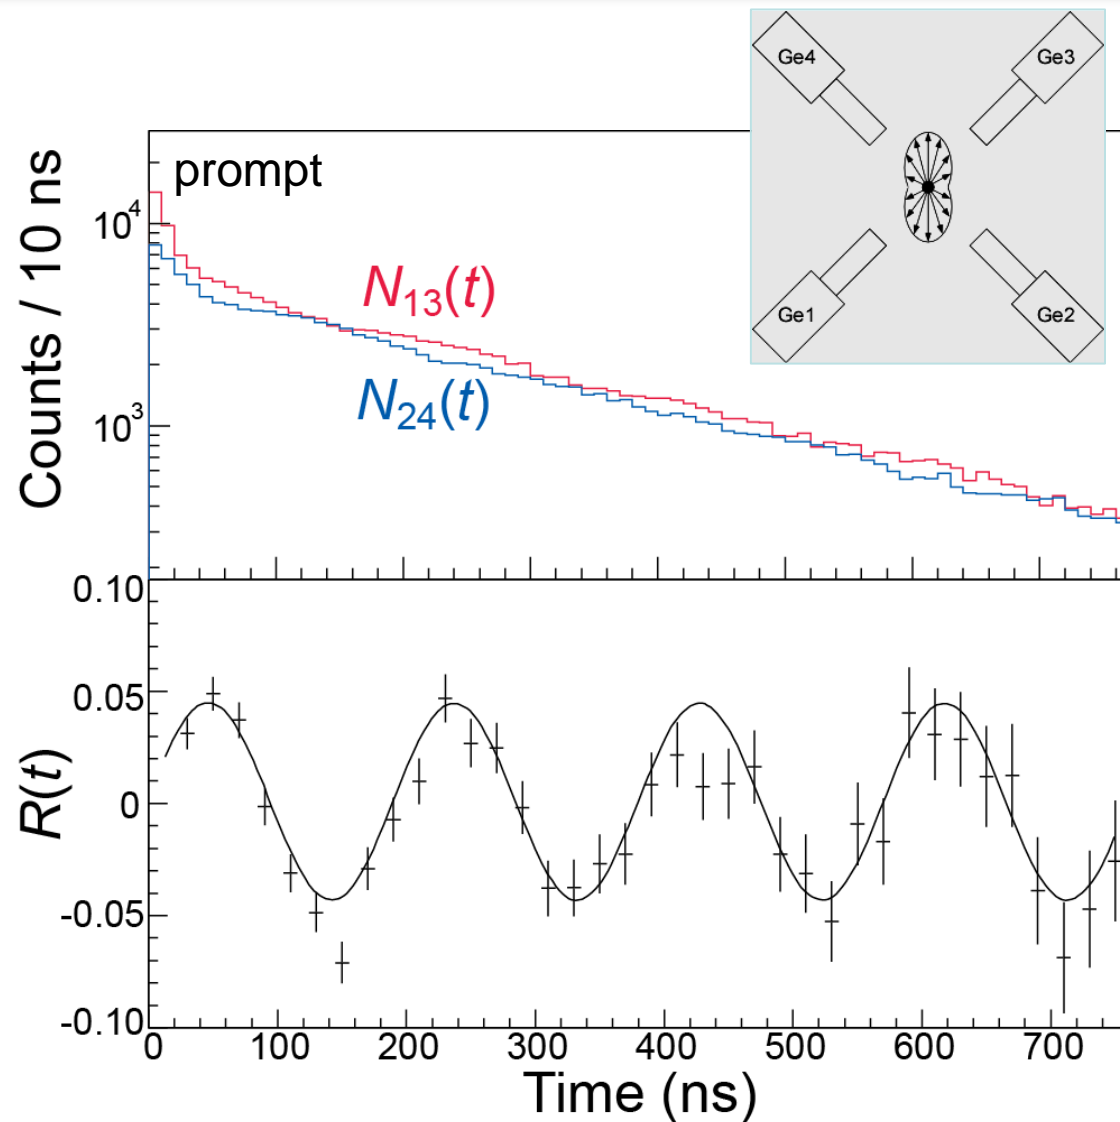 Ge4 Ge3
Ge1 Ge2
prompt
N₁₃(t)
N₂₄(t)
Counts / 10 ns
10⁴
10³
0.10
0.05
0
-0.05
-0.10
R(t)
0 100 200 300 400 500 600 700
Time (ns)